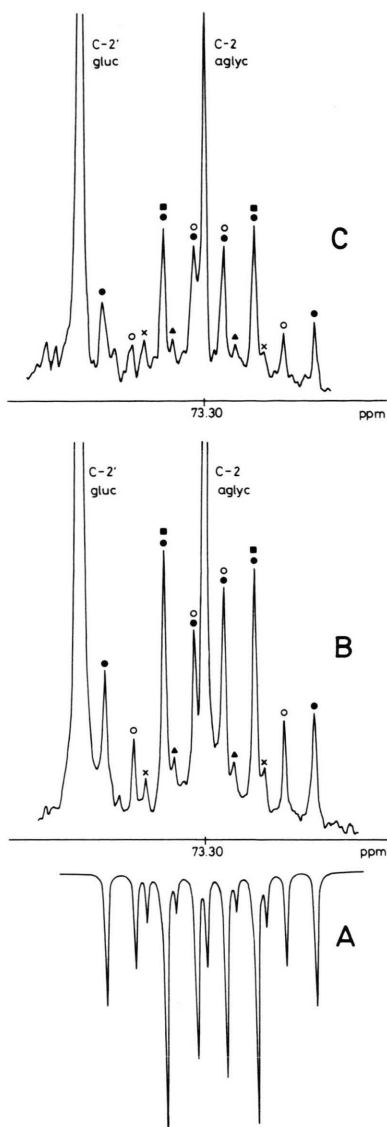 C-2' C-2
gluc aglyc
■ ■
● ○ ○ ●
● ● ● ●
○ × ▲ ▲ × ○
C
73.30 ppm
C-2' C-2
gluc aglyc
■ ■
● ○ ○ ●
● ● ● ●
○ × ▲ ▲ × ○
B
73.30 ppm
A